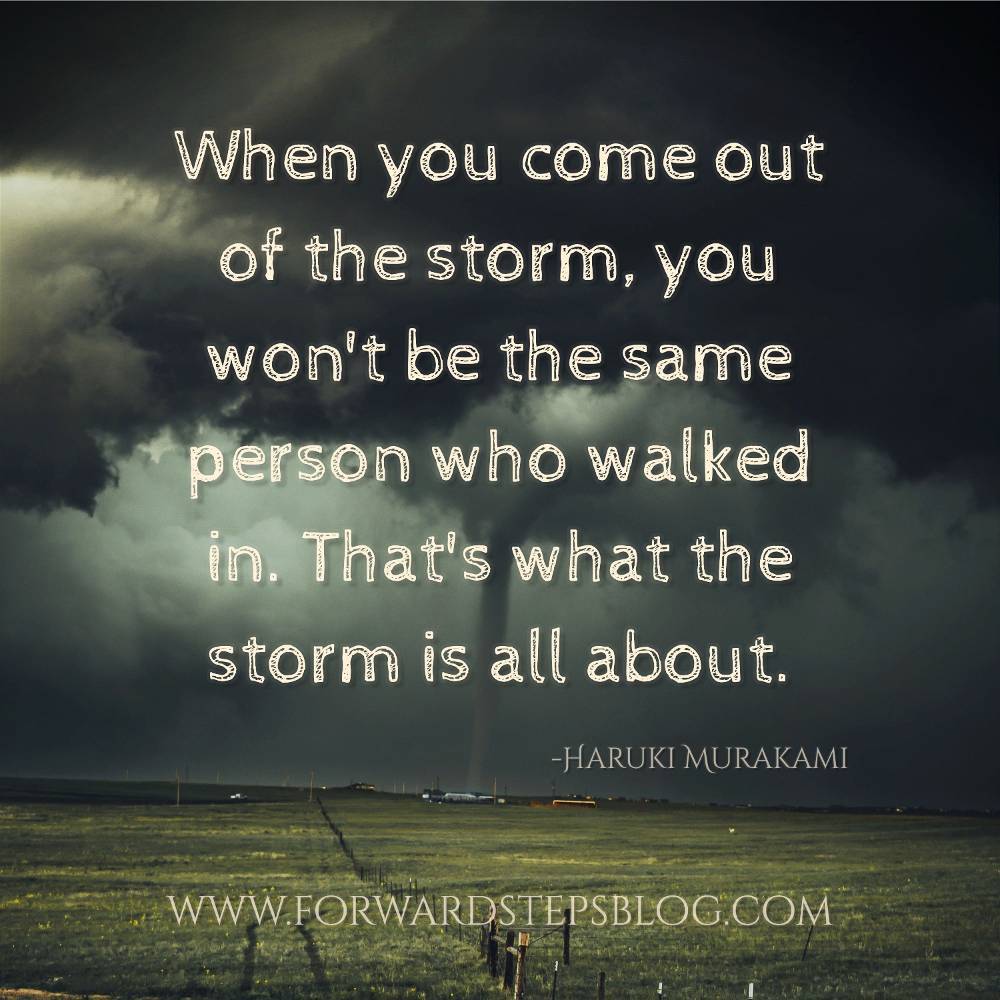 When you come out
of the storm, you
won't be the same
person who walked
in. That's what the
storm is all about.
-Haruki Murakami
www.forwardstepsblog.com